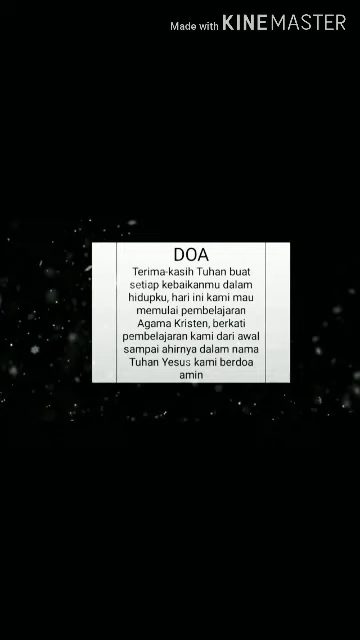 Made with KINEMASTER
DOA
Terima-kasih Tuhan buat
setiap kebaikanmu dalam
hidupku, hari ini kami mau
memulai pembelajaran
Agama Kristen, berkati
pembelajaran kami dari awal
sampai ahirnya dalam nama
Tuhan Yesus kami berdoa
amin